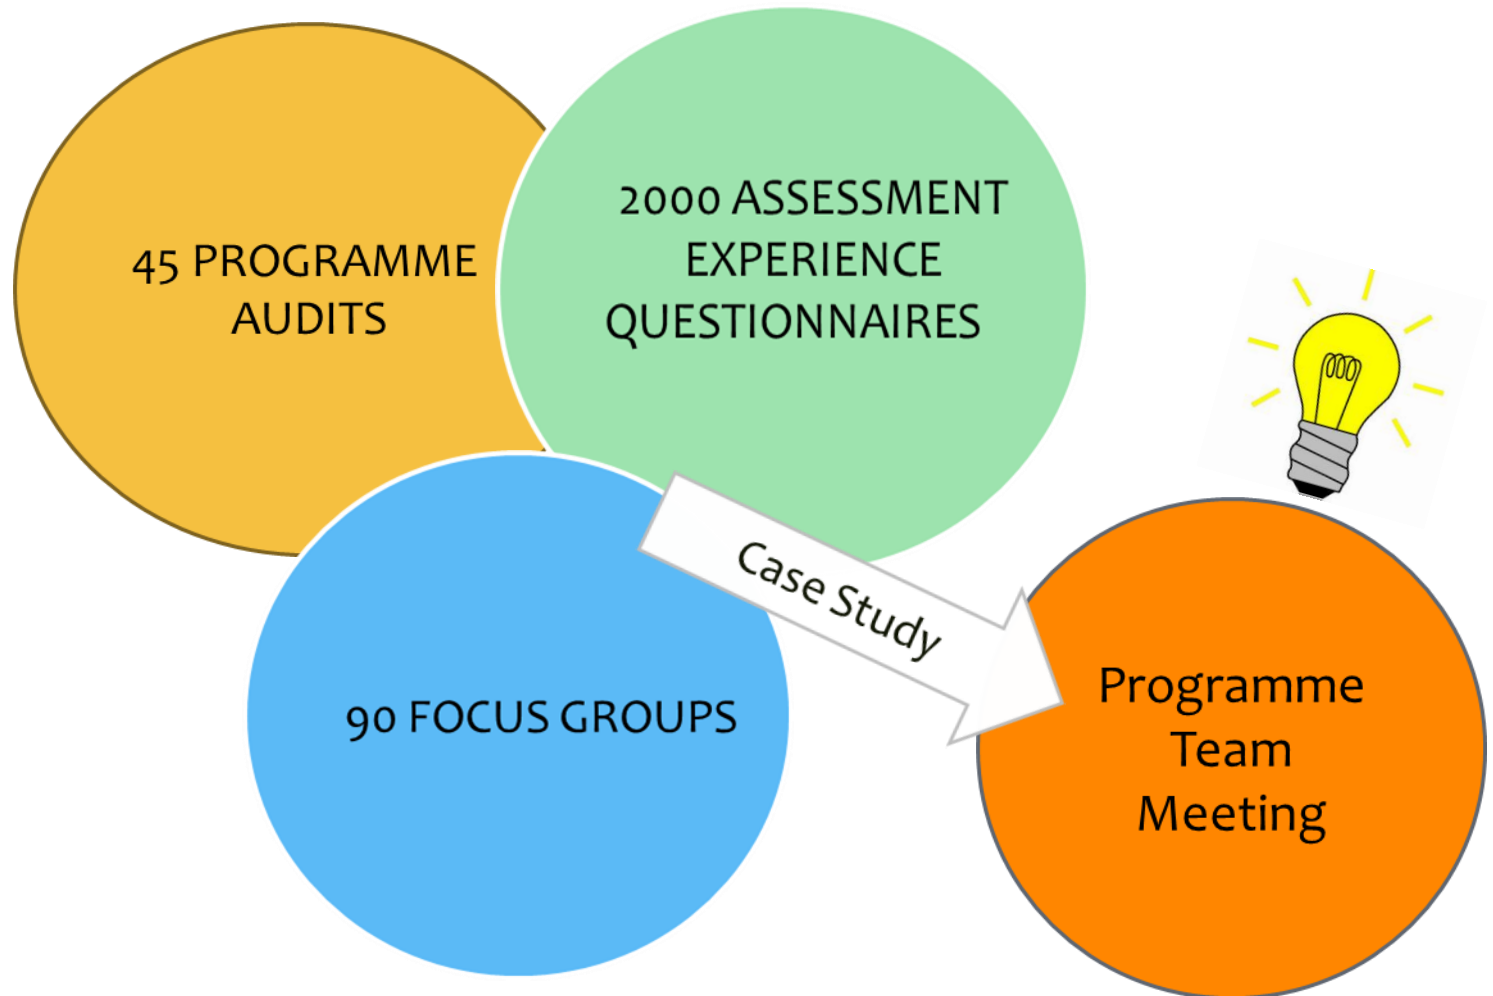 45 PROGRAMME
AUDITS
2000 ASSESSMENT
EXPERIENCE
QUESTIONNAIRES
90 FOCUS GROUPS
Case Study
Programme
Team
Meeting